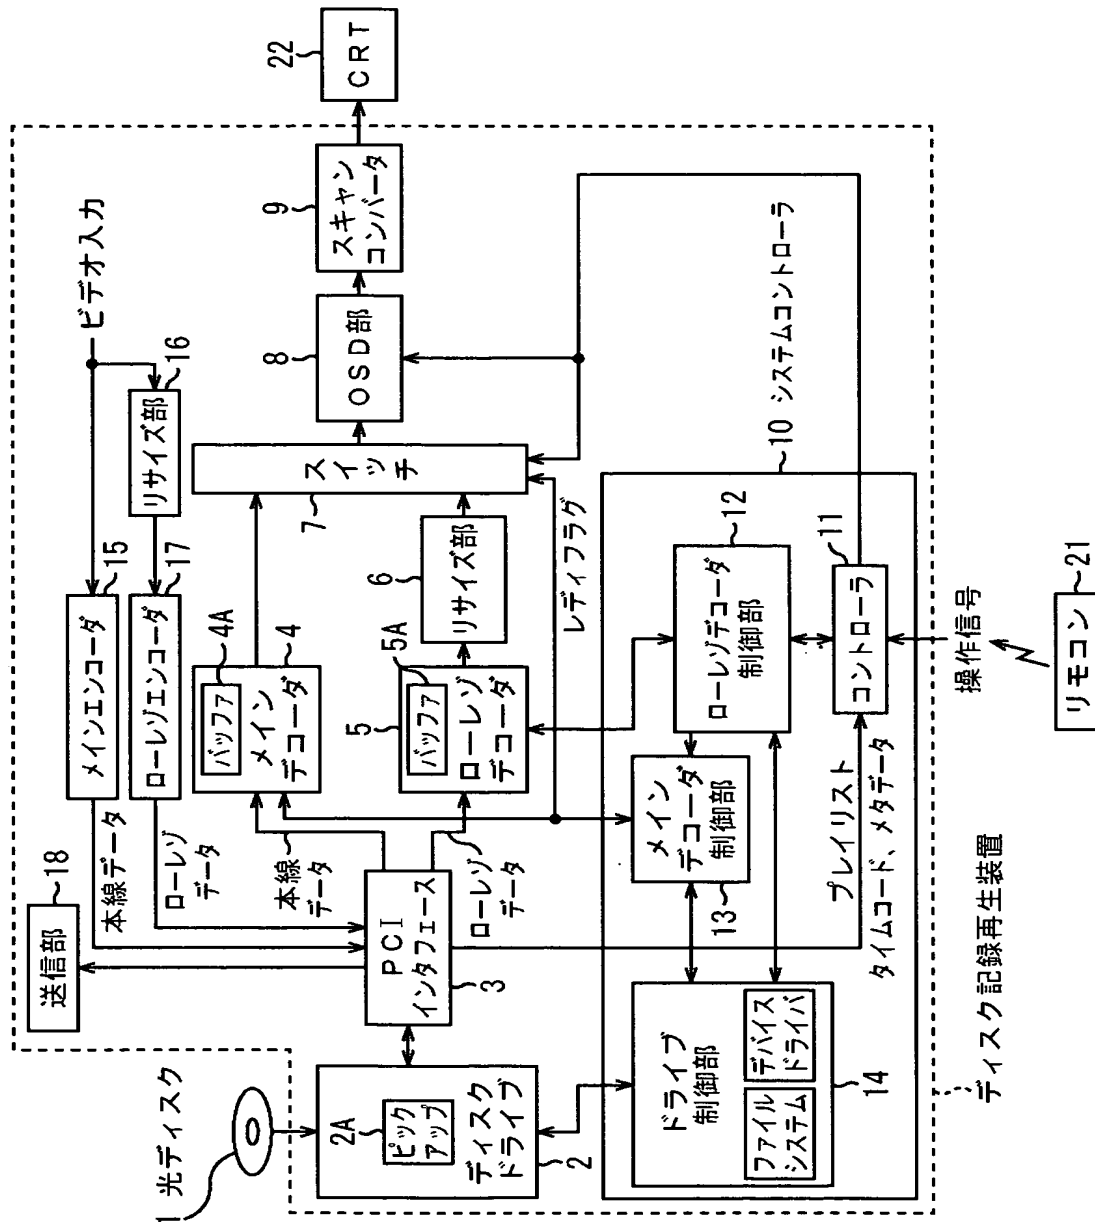 22
CRT
9
スキャン
コンバータ
8
OSD部
ビデオ入力
16
リサイズ部
15
メインエンコーダ
17
ローレゾエンコーダ
7
スイッチ
6
リサイズ部
4A
4
バッファ
メイン
デコーダ
5A
5
バッファ
ローレゾ
デコーダ
レディフラグ
18
送信部
本線データ
ローレゾ
データ
本線
データ
ローレゾ
データ
PCI
インタフェース
3
1 光ディスク
2A
ピック
アップ
ディスク
ドライブ
2
10 システムコントローラ
12
ローレゾデコーダ
制御部
11
コントローラ
メイン
デコーダ
制御部
13
プレイリスト
タイムコード、メタデータ
ドライブ
制御部
ファイル
システム
デバイス
ドライバ
14
操作信号
リモコン
21
ディスク記録再生装置